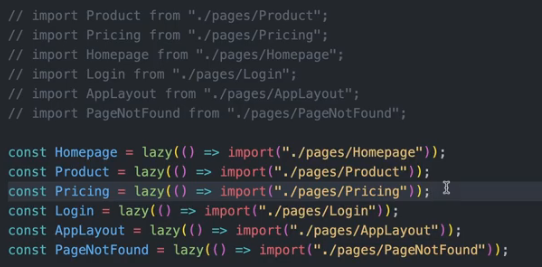 // import Product from "./pages/Product";
// import Pricing from "./pages/Pricing";
// import Homepage from "./pages/Homepage";
// import Login from "./pages/Login";
// import AppLayout from "./pages/AppLayout";
// import PageNotFound from "./pages/PageNotFound";
const Homepage = lazy(() => import("./pages/Homepage"));
const Product = lazy(() => import("./pages/Product"));
const Pricing = lazy(() => import("./pages/Pricing"));
const Login = lazy(() => import("./pages/Login"));
const AppLayout = lazy(() => import("./pages/AppLayout"));
const PageNotFound = lazy(() => import("./pages/PageNotFound"));